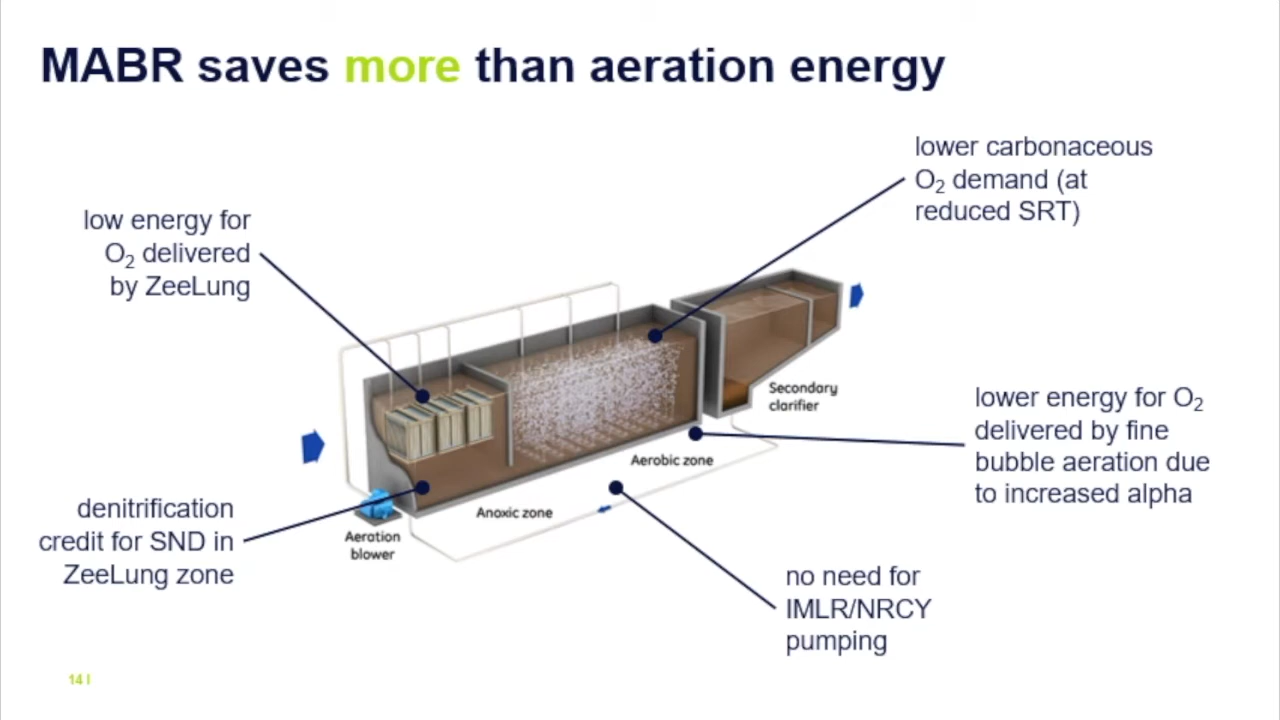 MABR saves more than aeration energy
lower carbonaceous
O₂ demand (at
reduced SRT)
low energy for
O₂ delivered
by ZeeLung
Secondary
clarifier
lower energy for O₂
delivered by fine
bubble aeration due
to increased alpha
Aerobic zone
denitrification
credit for SND in
ZeeLung zone
Anoxic zone
Aeration
blower
no need for
IMLR/NRCY
pumping
14 I